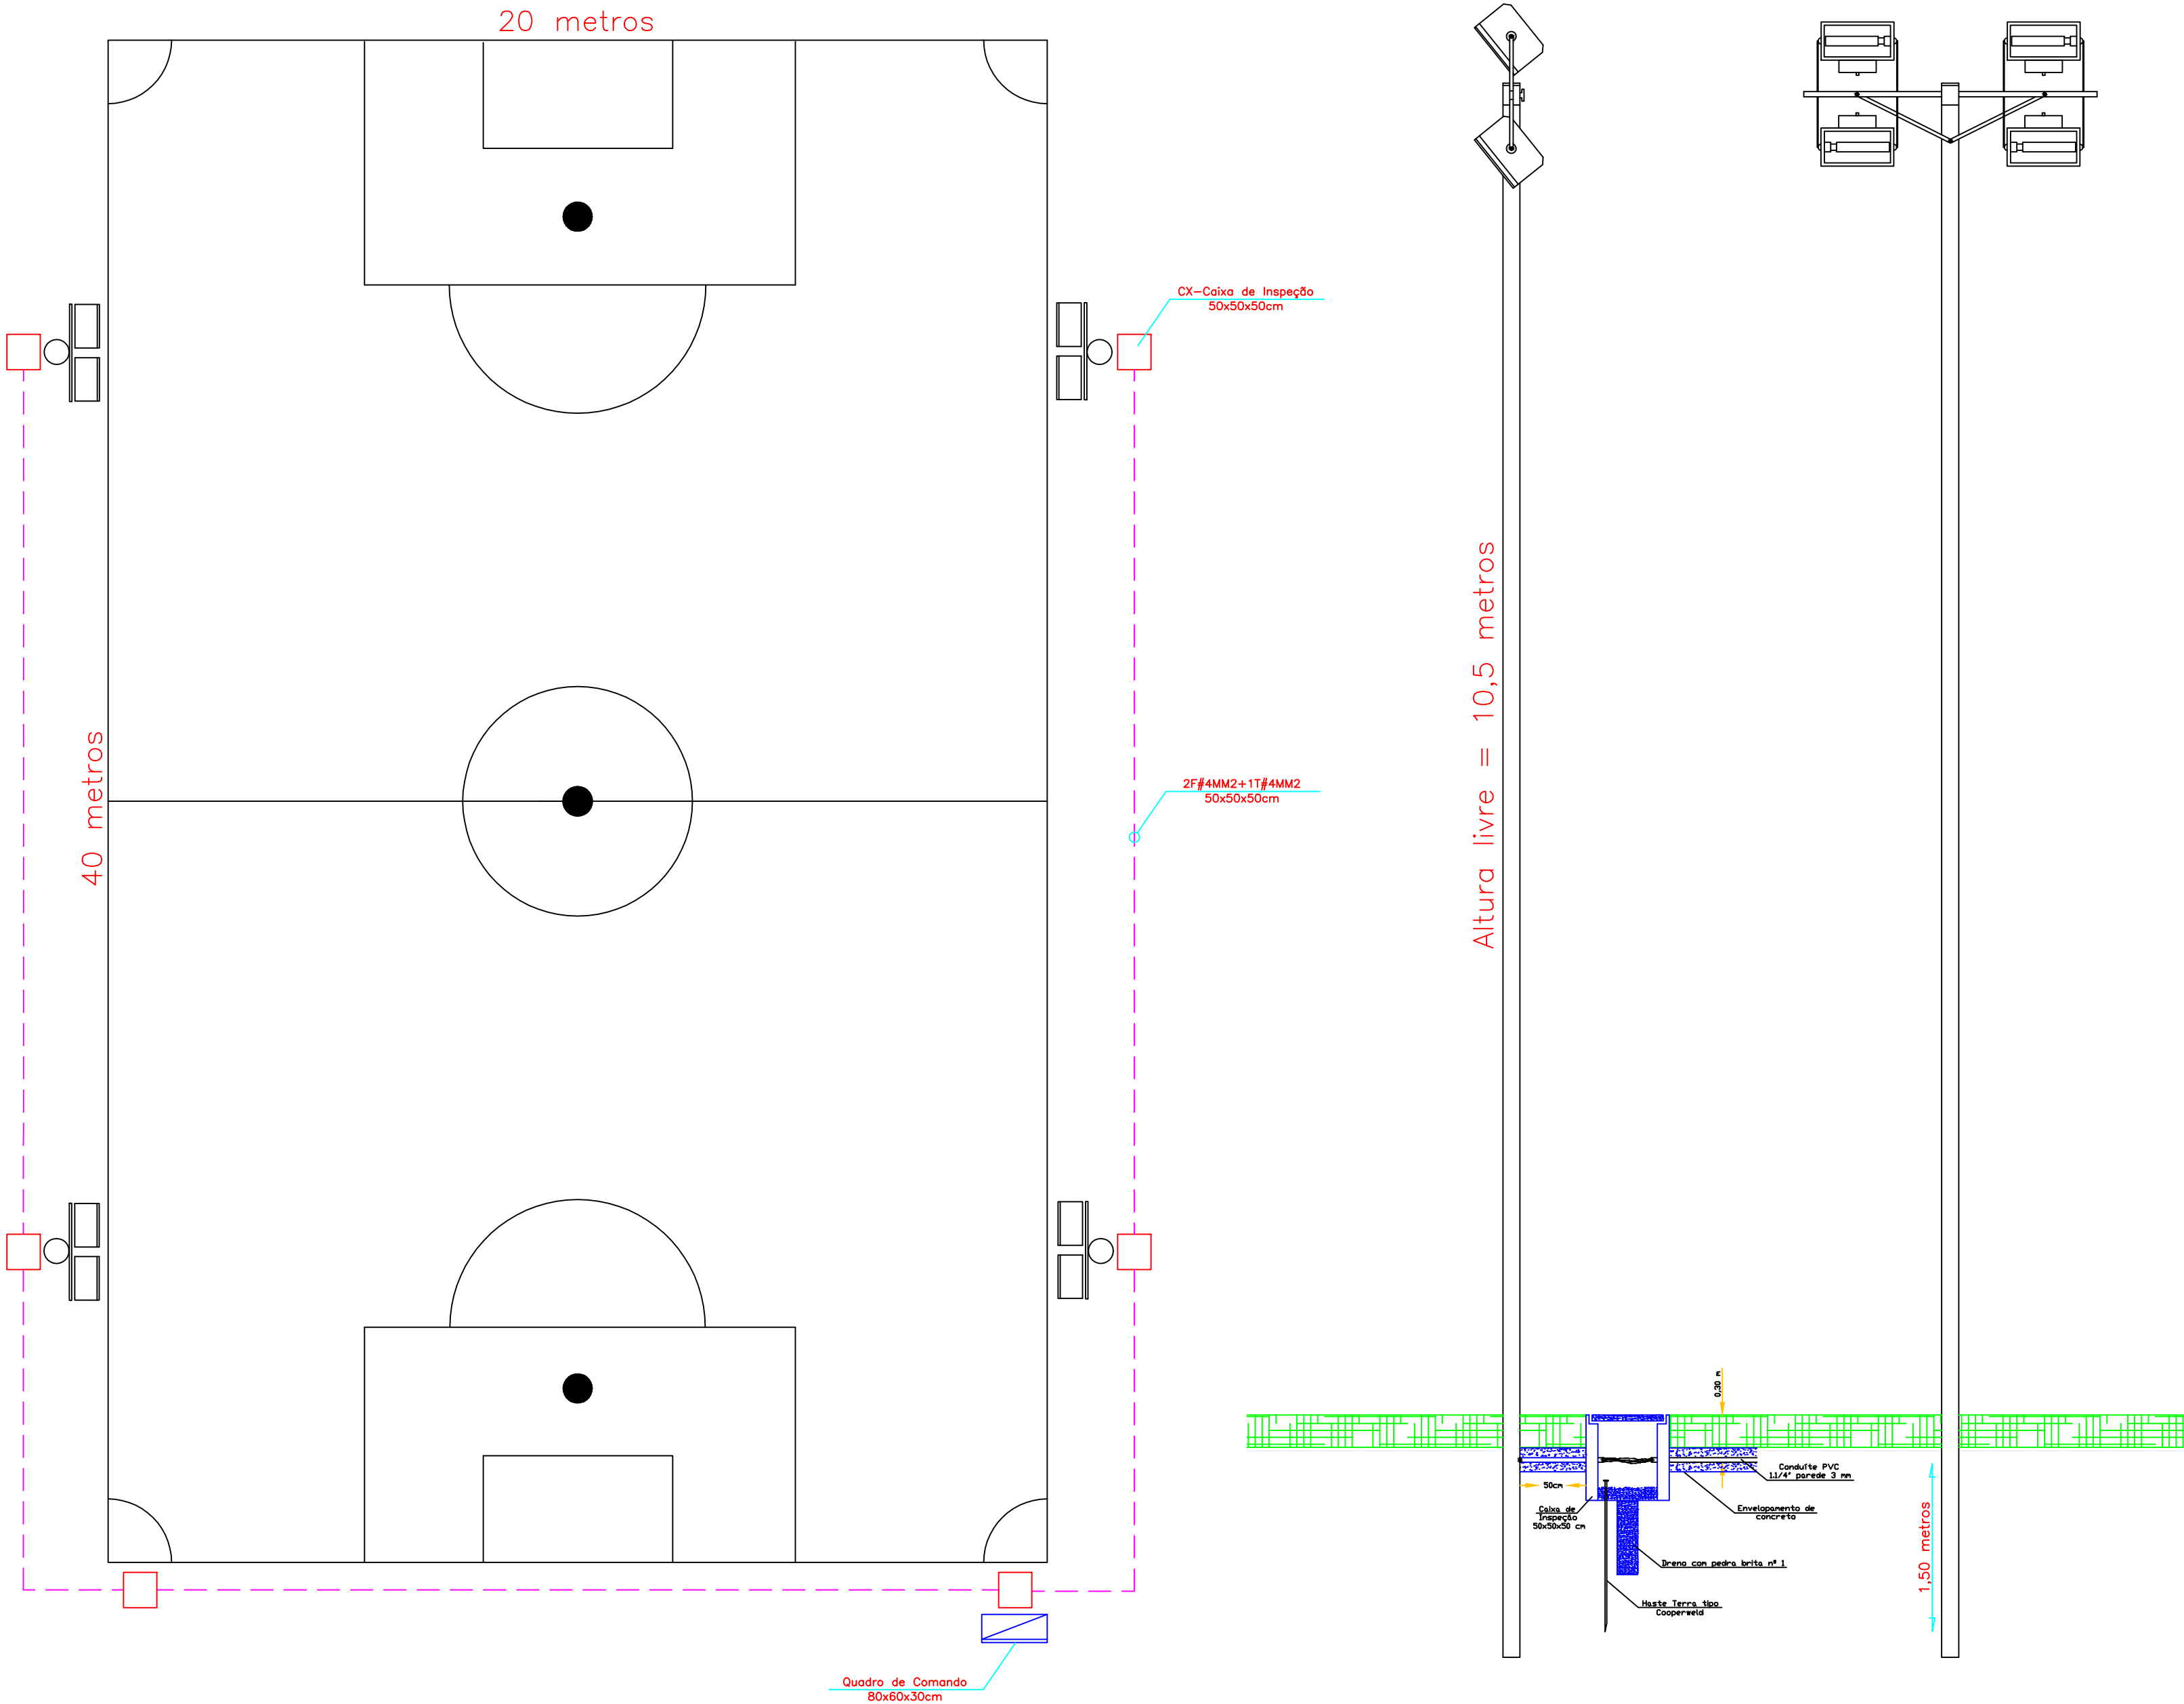 20 metros
CX-Caixa de Inspeção
50x50x50cm
40 metros
2F#4MM2+1T#4MM2
50x50x50cm
Altura livre = 10,5 metros
0,30 m
Conduíte PVC
1.1/4" parede 3 mm
50cm
Caixa de
Inspeção
50x50x50 cm
Envelopamento de
concreto
Dreno com pedra brita nº 1
1,50 metros
Haste Terra tipo
Cooperweld
Quadro de Comando
80x60x30cm